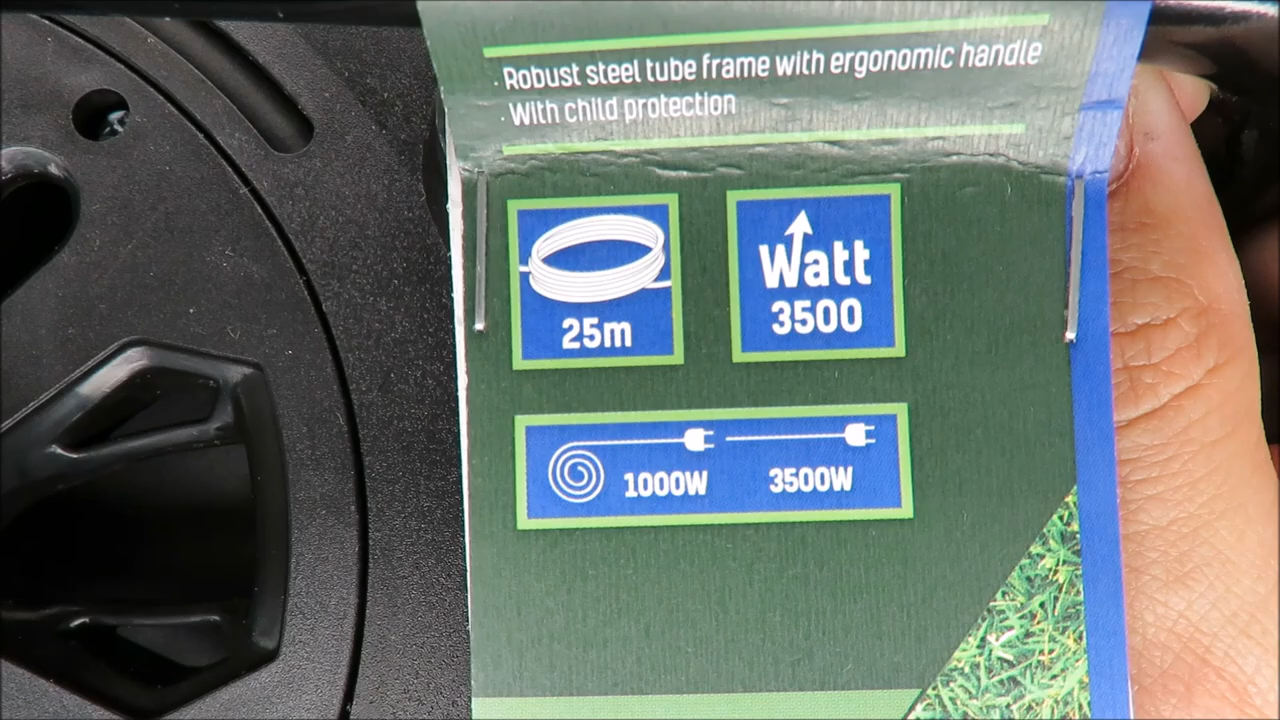 · Robust steel tube frame with ergonomic handle
· With child protection
25m
Watt
3500
1000W
3500W